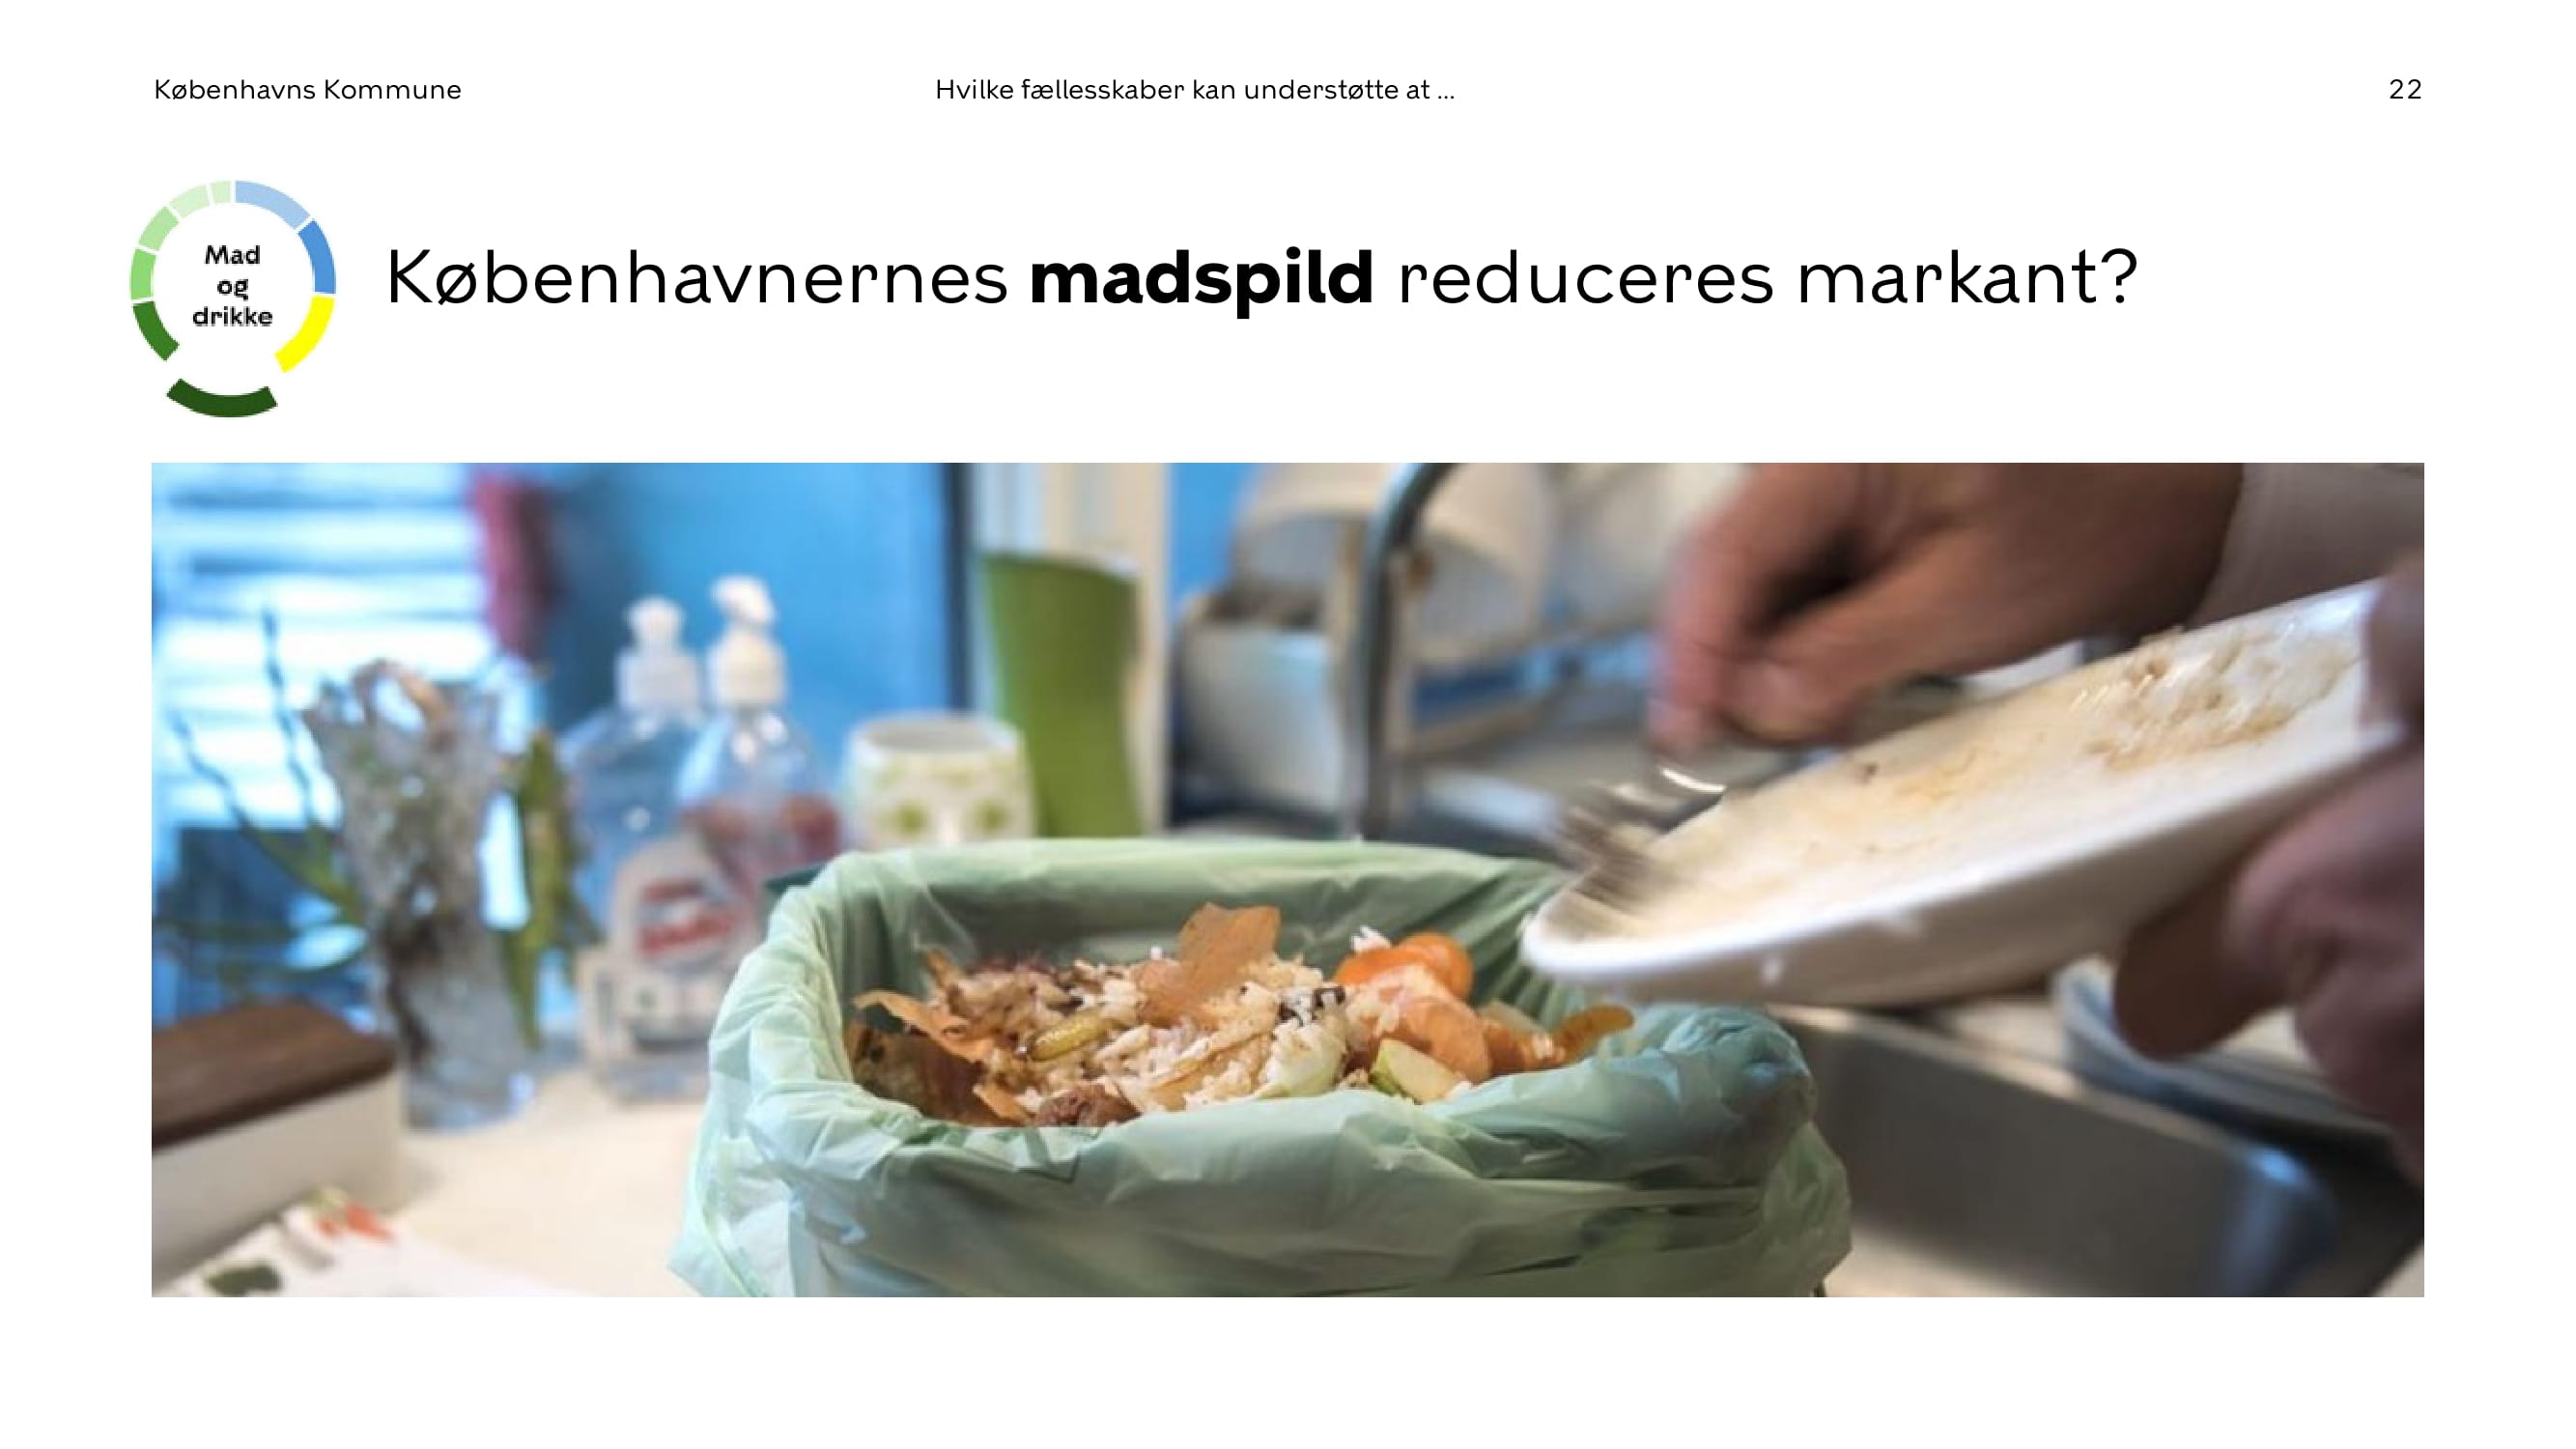 Københavns Kommune
Hvilke fællesskaber kan understøtte at ...
22
Mad
og
drikke
Københavnernes madspild reduceres markant?